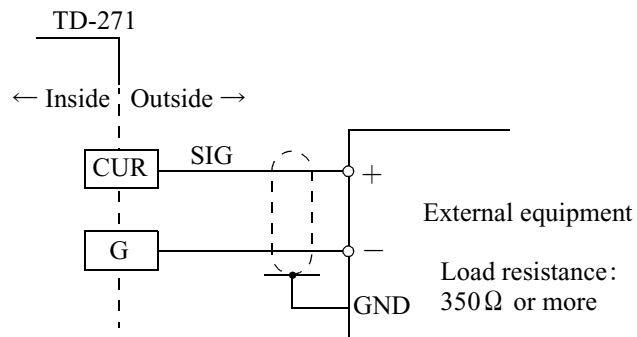 TD-271
← Inside Outside →
CUR
SIG
+
External equipment
G
−
Load resistance:
350Ω or more
GND